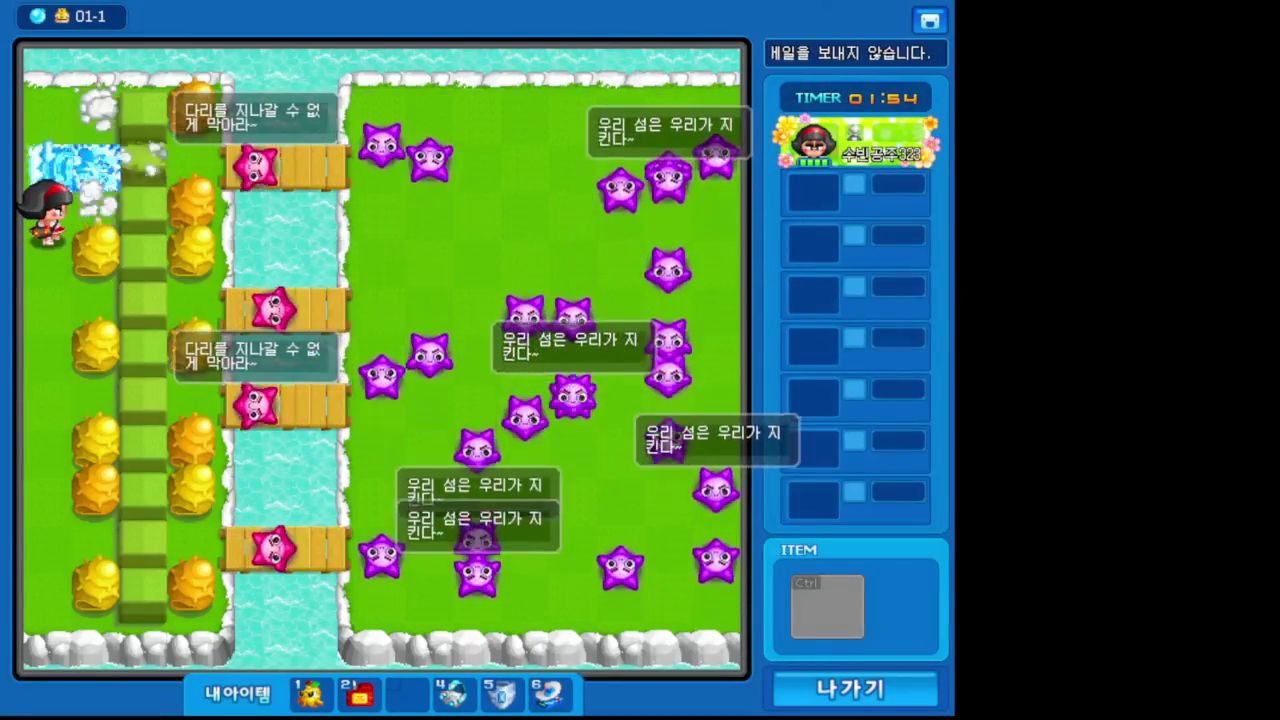 01-1
게일을 보내지 않습니다.
TIMER 01:54
수빈공주023
다리를 지나갈 수 없
게 막아라~
우리 섬은 우리가 지
킨다~
다리를 지나갈 수 없
게 막아라~
우리 섬은 우리가 지
킨다~
우리 섬은 우리가 지
킨다~
우리 섬은 우리가 지
킨다~
우리 섬은 우리가 지
킨다~
ITEM
Ctrl
내 아이템
1
2
4
5
6
나가기